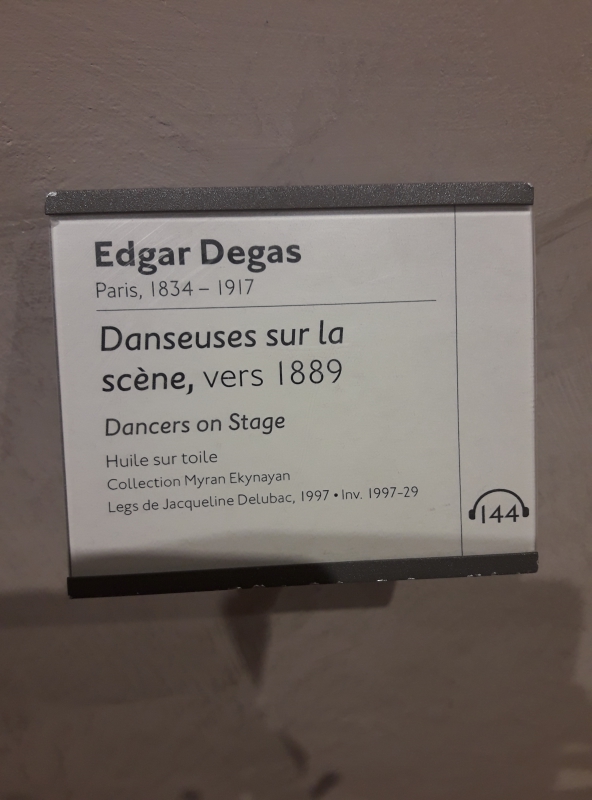 Edgar Degas
Paris, 1834 – 1917
Danseuses sur la
scène, vers 1889
Dancers on Stage
Huile sur toile
Collection Myran Ekynayan
Legs de Jacqueline Delubac, 1997 • Inv. 1997-29
144